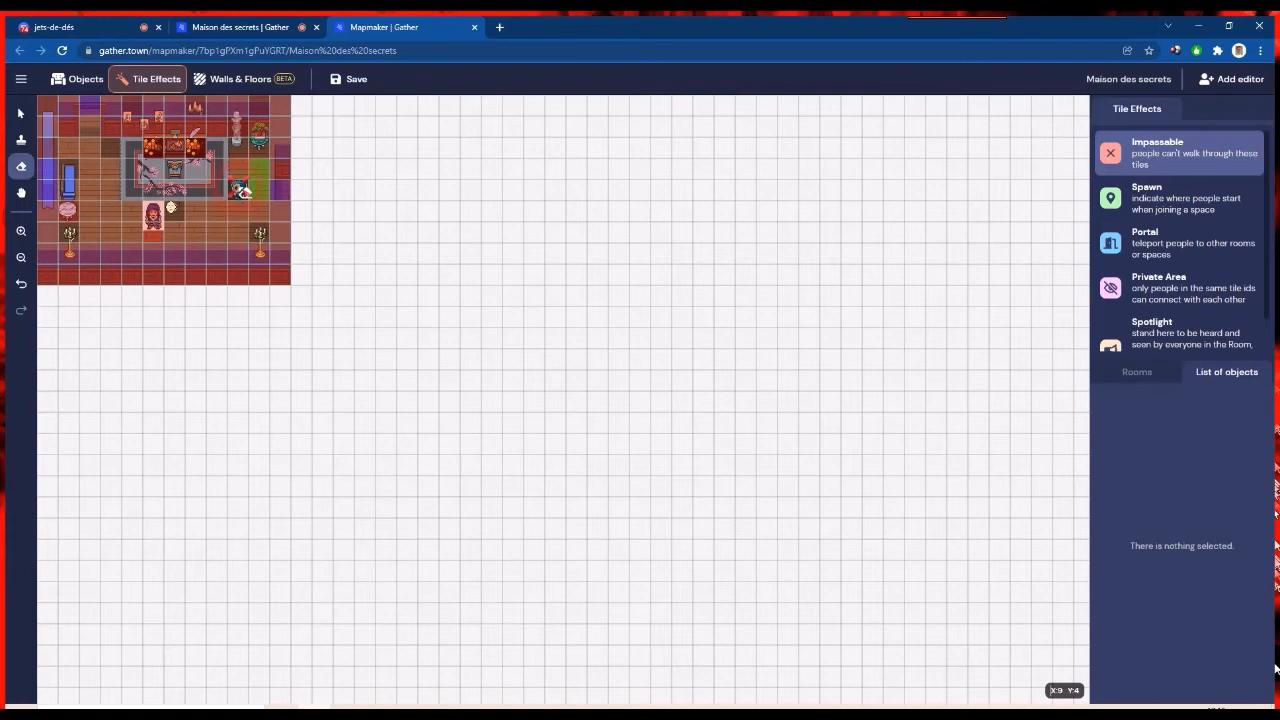 jets-de-dés
Maison des secrets | Gather
Mapmaker | Gather
gather.town/mapmaker/7bp1gPXm1gPuYGRT/Maison%20des%20secrets
Objects
Tile Effects
Walls & Floors BETA
Save
Maison des secrets
Add editor
Tile Effects
Impassable
people can't walk through these
tiles
Spawn
indicate where people start
when joining a space
Portal
teleport people to other rooms
or spaces
Private Area
only people in the same tile ids
can connect with each other
Spotlight
stand here to be heard and
seen by everyone in the Room,
Rooms
List of objects
There is nothing selected.
X:9 Y:4